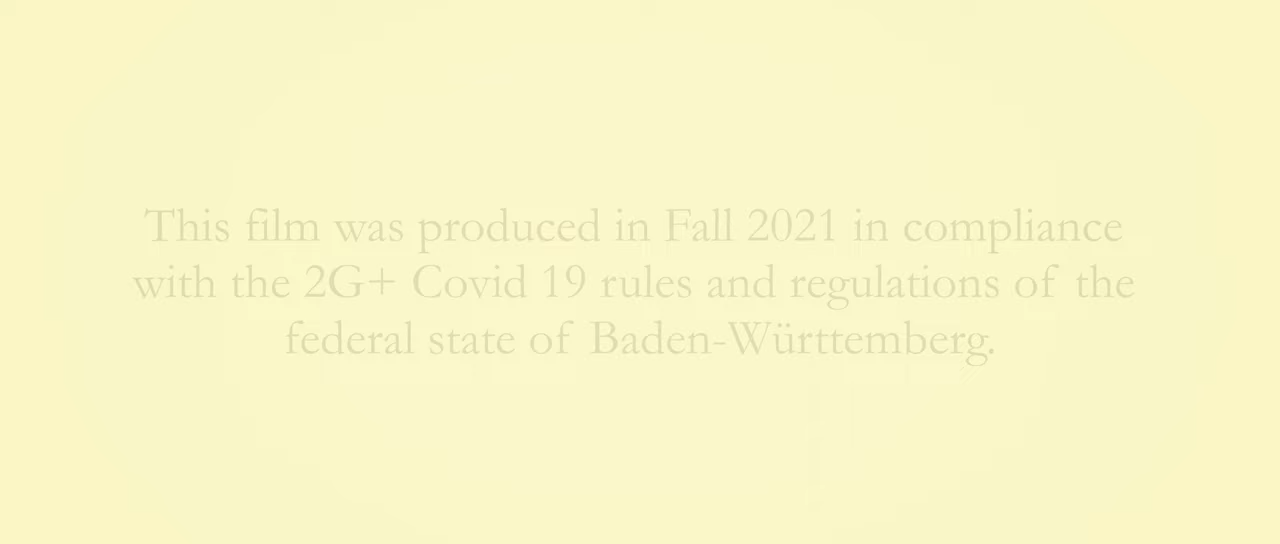 This film was produced in Fall 2021 in compliance
with the 2G+ Covid 19 rules and regulations of the
federal state of Baden-Württemberg.